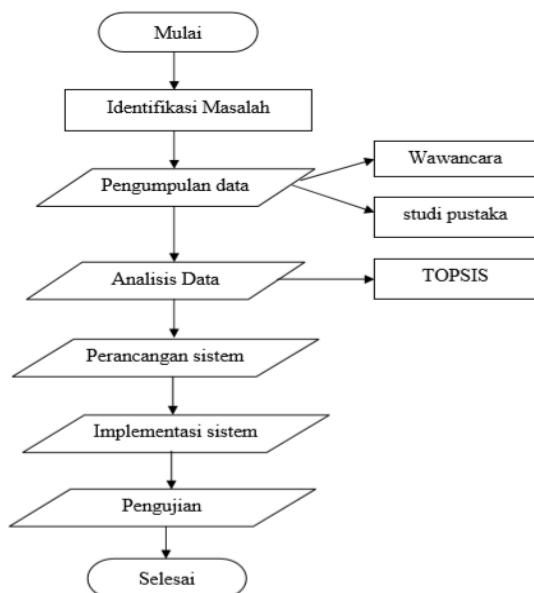 Mulai
Identifikasi Masalah
Pengumpulan data
Wawancara
studi pustaka
Analisis Data
TOPSIS
Perancangan sistem
Implementasi sistem
Pengujian
Selesai